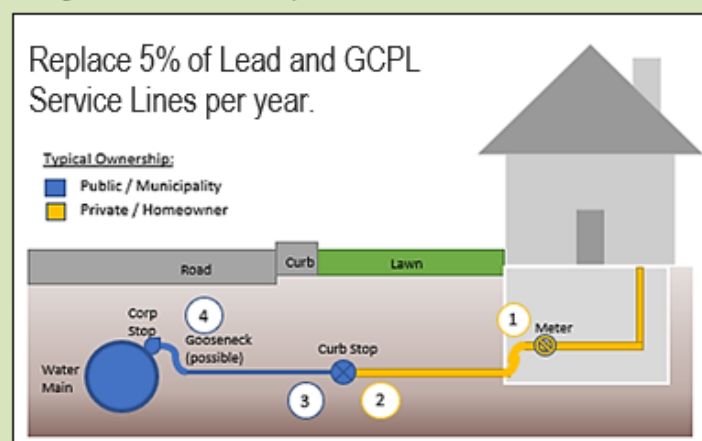 Replace 5% of Lead and GCPL
Service Lines per year.
Typical Ownership:
Public / Municipality
Private / Homeowner
Road
Curb
Lawn
Corp
Stop
4
Gooseneck
(possible)
Curb Stop
1
Meter
Water
Main
3
2